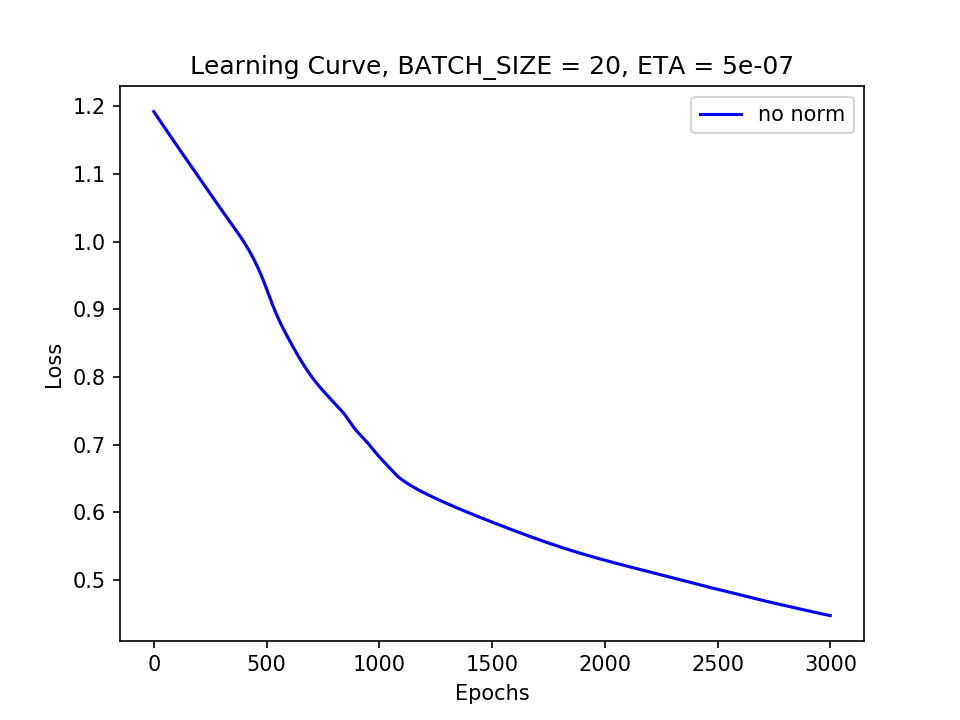 Learning Curve, BATCH_SIZE = 20, ETA = 5e-07
no norm
1.2
1.1
1.0
0.9
0.8
0.7
0.6
0.5
Loss
0 500 1000 1500 2000 2500 3000
Epochs